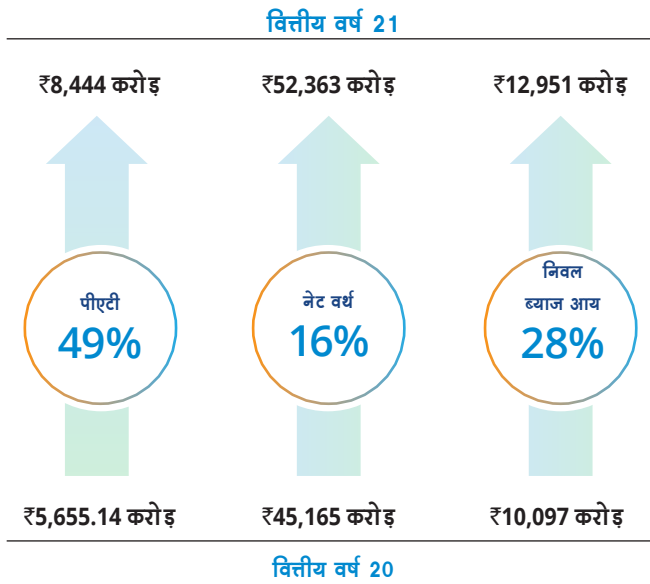 वित्तीय वर्ष 21
₹8,444 करोड़ ₹52,363 करोड़ ₹12,951 करोड़
पीएटी
49%
नेट वर्थ
16%
निवल
ब्याज आय
28%
₹5,655.14 करोड़ ₹45,165 करोड़ ₹10,097 करोड़
वित्तीय वर्ष 20